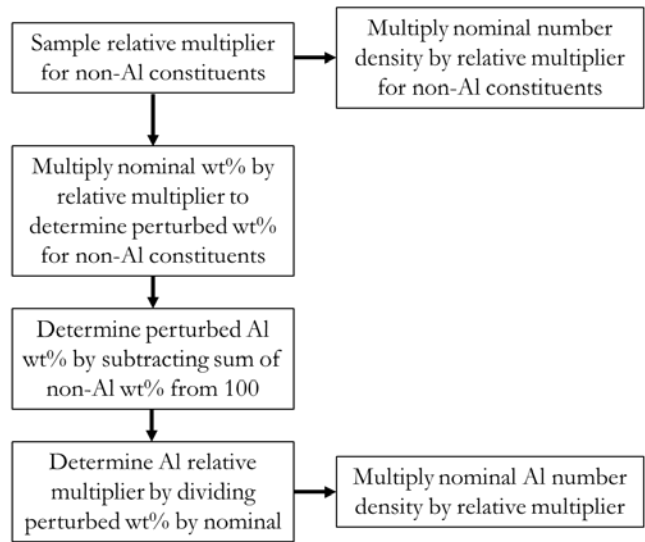 Sample relative multiplier
for non-Al constituents
Multiply nominal number
density by relative multiplier
for non-Al constituents
Multiply nominal wt% by
relative multiplier to
determine perturbed wt%
for non-Al constituents
Determine perturbed Al
wt% by subtracting sum of
non-Al wt% from 100
Determine Al relative
multiplier by dividing
perturbed wt% by nominal
Multiply nominal Al number
density by relative multiplier